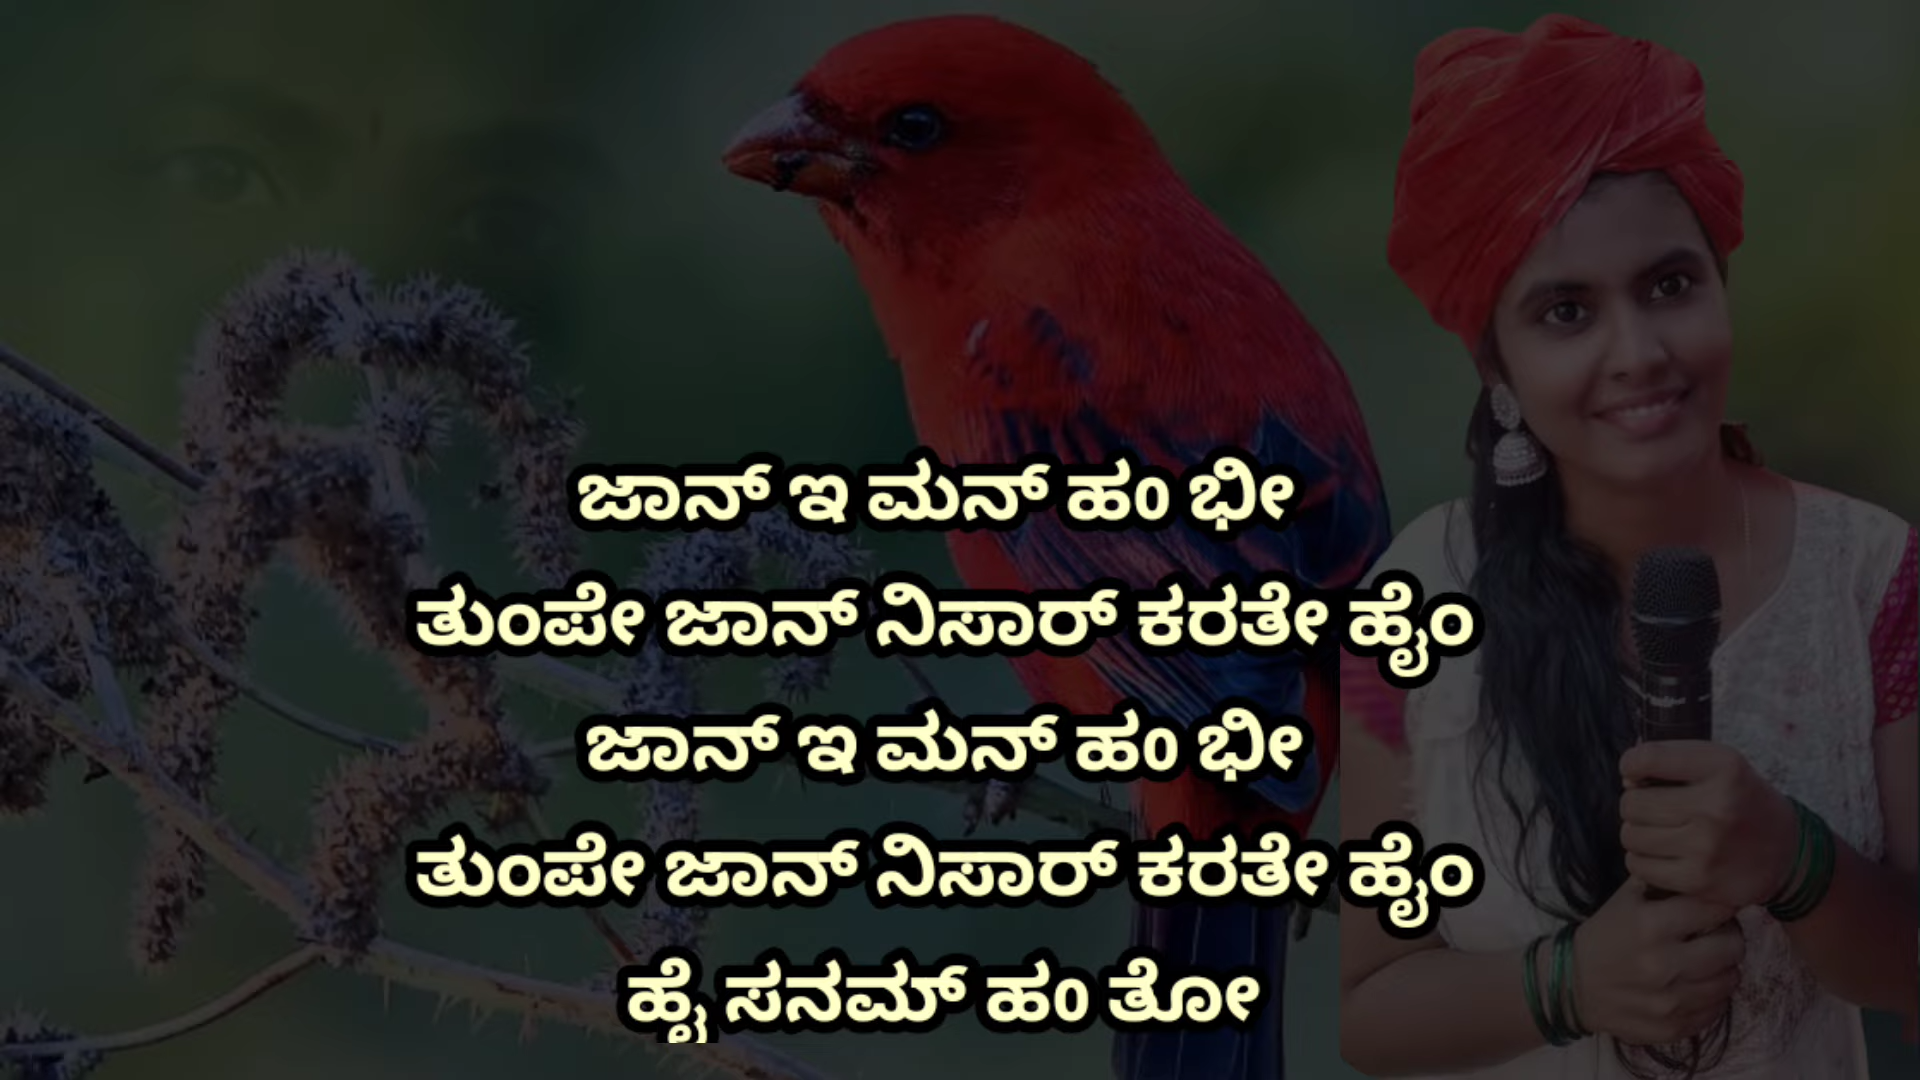 ಜಾನ್ ಇ ಮನ್ ಹಂ ಭೀ
ತುಂಪೇ ಜಾನ್ ನಿಸಾರ್ ಕರತೇ ಹೈಂ
ಜಾನ್ ಇ ಮನ್ ಹಂ ಭೀ
ತುಂಪೇ ಜಾನ್ ನಿಸಾರ್ ಕರತೇ ಹೈಂ
ಹೈ ಸನಮ್ ಹಂ ತೋ